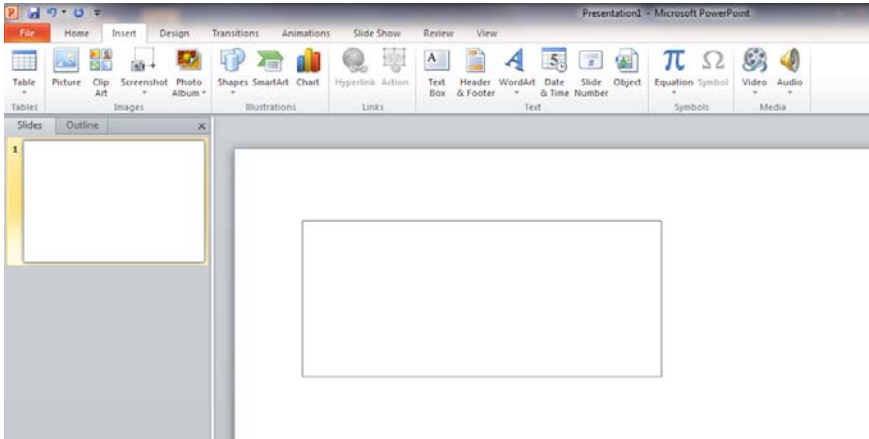 Presentation1 - Microsoft PowerPoint
File Home Insert Design Transitions Animations Slide Show Review View
Table Picture Clip Art Screenshot Photo Album Shapes SmartArt Chart Hyperlink Action Text Box Header & Footer WordArt Date & Time Slide Number Object Equation Symbol Video Audio
Tables Images Illustrations Links Text Symbols Media
Slides Outline
1